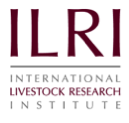 ILRI
INTERNATIONAL
LIVESTOCK RESEARCH
INSTITUTE